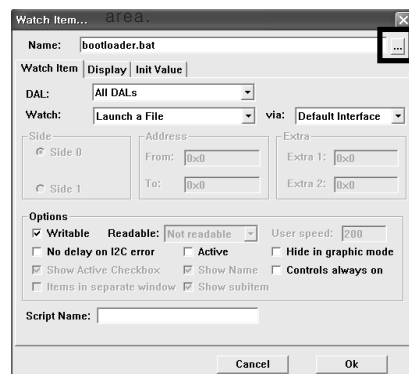 area.
Watch Item...
Name: bootloader.bat ...
Watch Item Display Init Value
DAL: All DALs
Watch: Launch a File via: Default Interface
Side Address Extra
Side 0 From: 0x0 Extra 1: 0x0
Side 1 To: 0x0 Extra 2: 0x0
Options
Writable Readable: Not readable User speed: 200
No delay on I2C error Active Hide in graphic mode
Show Active Checkbox Show Name Controls always on
Items in separate window Show subitem
Script Name:
Cancel Ok